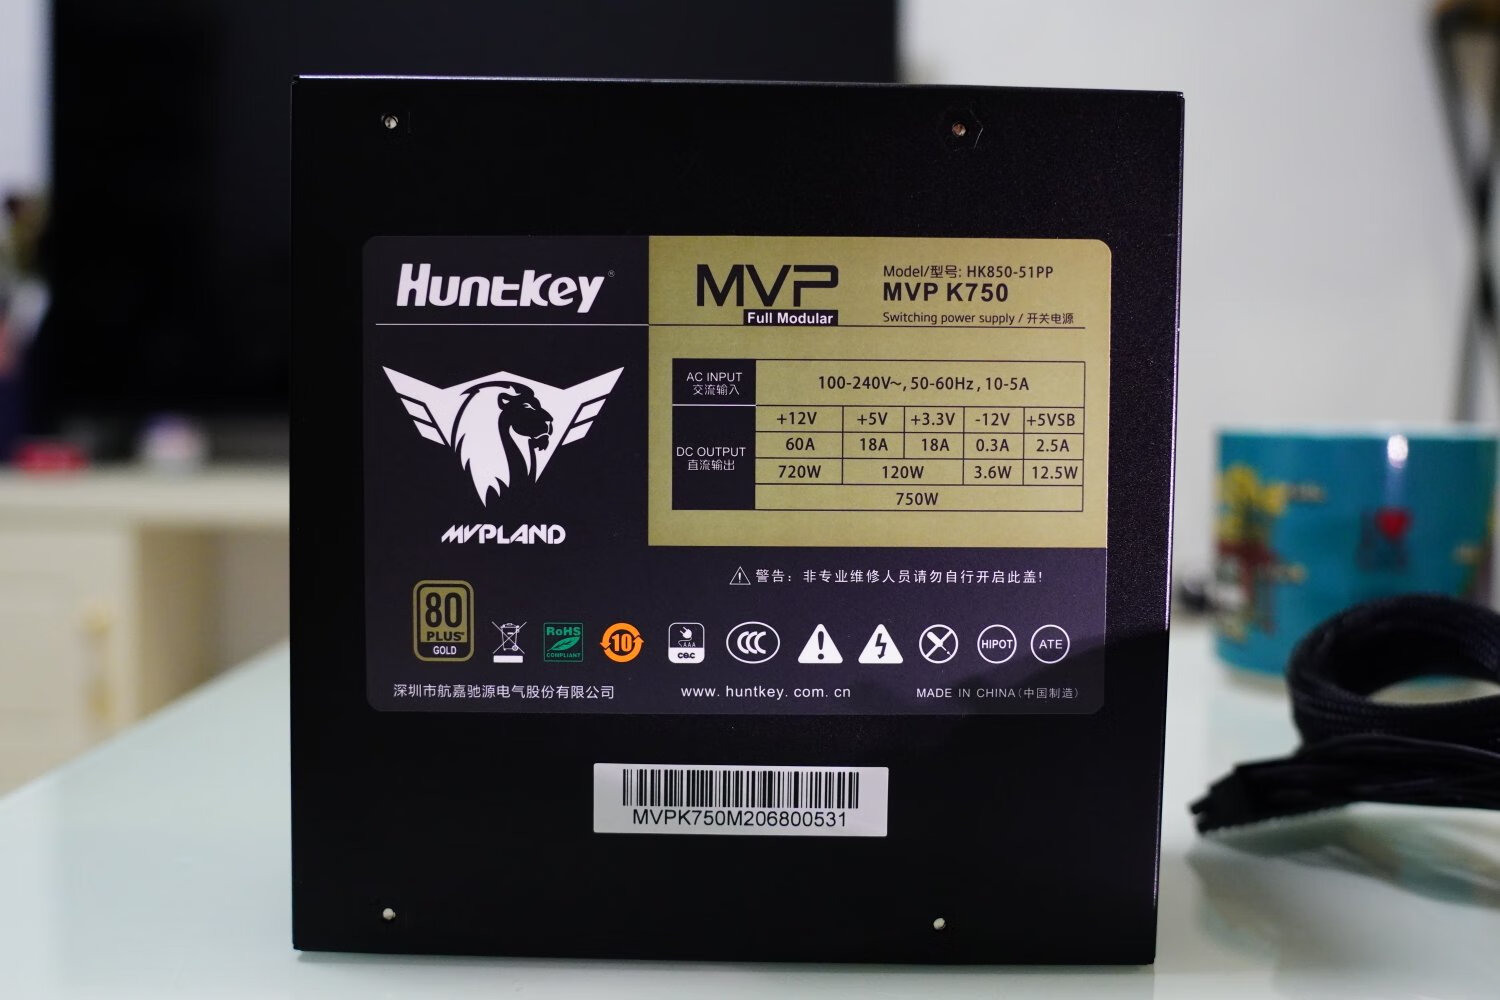 Huntkey®
MVP
Full Modular
Model/型号: HK850-51PP
MVP K750
Switching power supply / 开关电源
AC INPUT
交流输入
100-240V~, 50-60Hz, 10-5A
DC OUTPUT
直流输出
+12V +5V +3.3V -12V +5VSB
60A 18A 18A 0.3A 2.5A
720W 120W 3.6W 12.5W
750W
MVPLAND
警告: 非专业维修人员请勿自行开启此盖!
80
PLUS
GOLD
RoHS
COMPLIANT
10
CQC
CCC
HIPOT
ATE
深圳市航嘉驰源电气股份有限公司
www. huntkey. com. cn
MADE IN CHINA(中国制造)
MVPK750M206800531